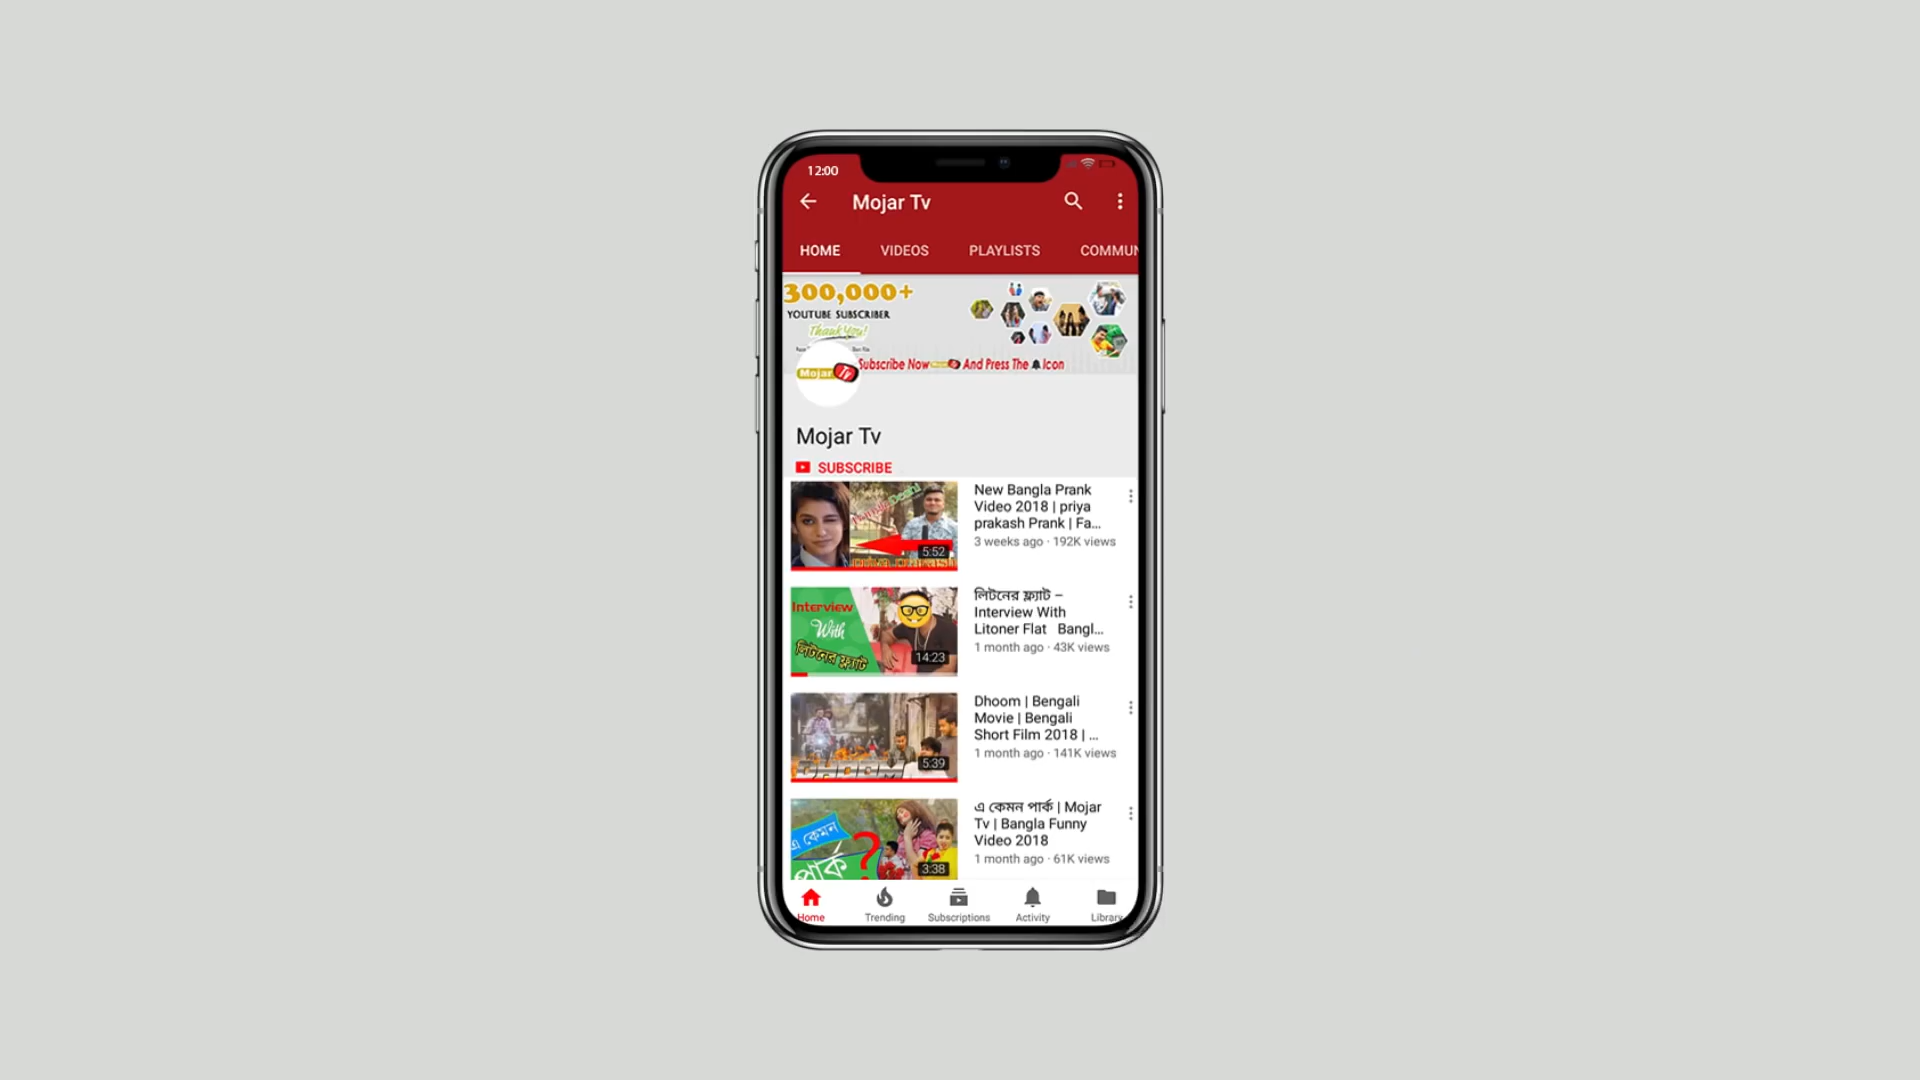 12:00
Mojar Tv
HOME VIDEOS PLAYLISTS COMMUN
300,000+
YOUTUBE SUBSCRIBER
Thank You!
Subscribe Now And Press The Icon
Mojar Tv
Mojar Tv
SUBSCRIBE
5:52
New Bangla Prank
Video 2018 | priya
prakash Prank | Fa...
3 weeks ago · 192K views
Interview
With
লিটনের ফ্ল্যাট
14:23
লিটনের ফ্ল্যাট –
Interview With
Litoner Flat Bangl...
1 month ago · 43K views
DHOOM
5:39
Dhoom | Bengali
Movie | Bengali
Short Film 2018 | ...
1 month ago · 141K views
এ কেমন
পার্ক
?
3:38
এ কেমন পার্ক | Mojar
Tv | Bangla Funny
Video 2018
1 month ago · 61K views
Home Trending Subscriptions Activity Library